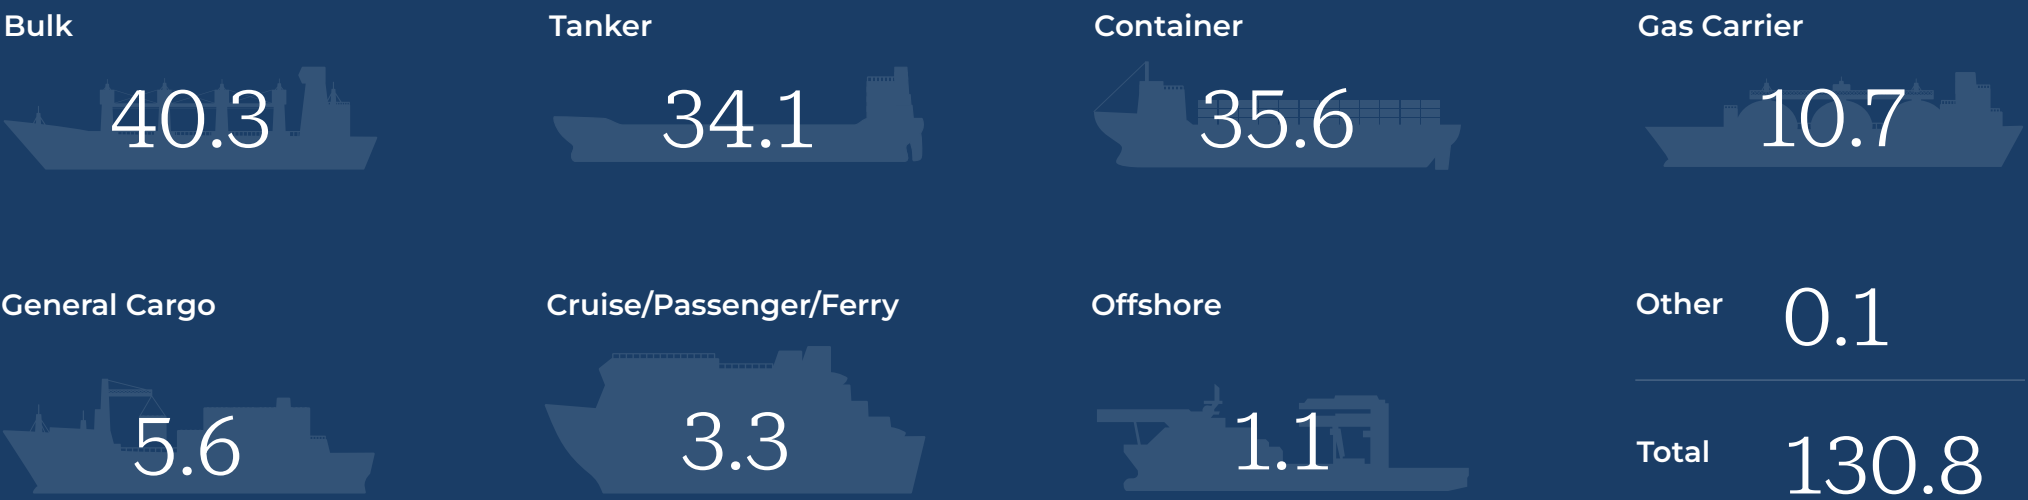 Bulk
40.3
Tanker
34.1
Container
35.6
Gas Carrier
10.7
General Cargo
5.6
Cruise/Passenger/Ferry
3.3
Offshore
1.1
Other 0.1
Total 130.8